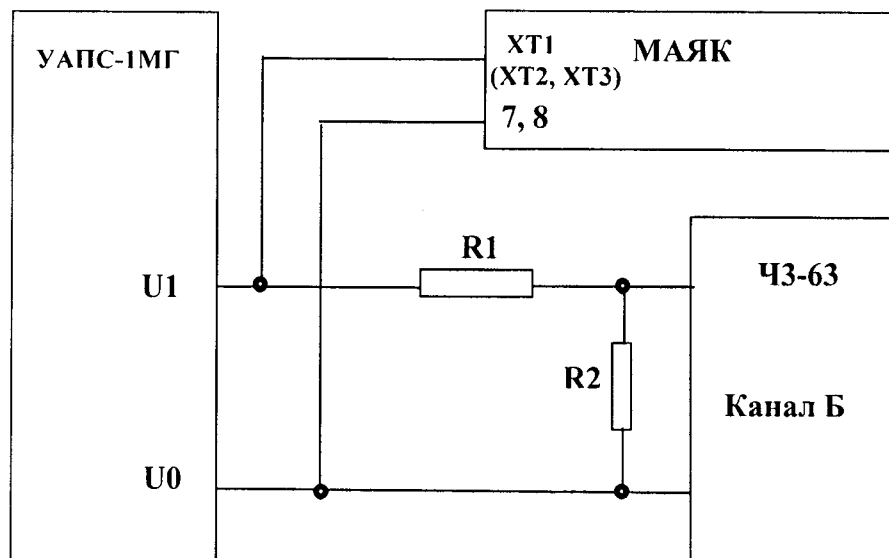 УАПС-1МГ
XT1
(XT2, XT3)
7, 8
МАЯК
U1
R1
Ч3-63
R2
Канал Б
U0